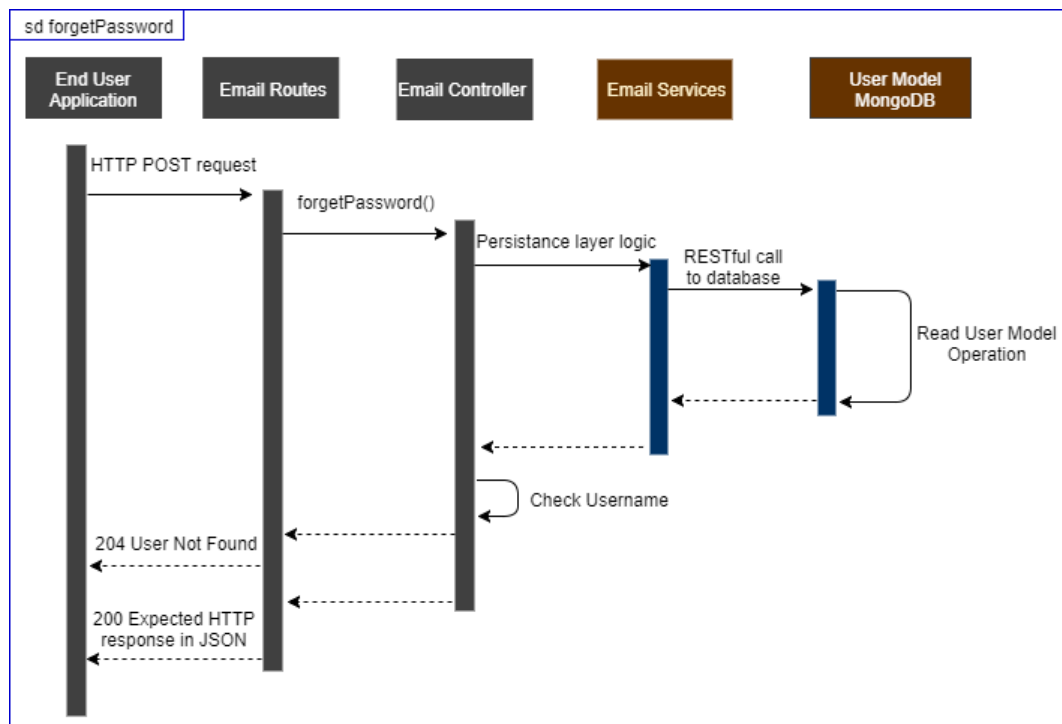 sd forgetPassword
End User
Application
Email Routes
Email Controller
Email Services
User Model
MongoDB
HTTP POST request
forgetPassword()
Persistance layer logic
RESTful call
to database
Read User Model
Operation
Check Username
204 User Not Found
200 Expected HTTP
response in JSON